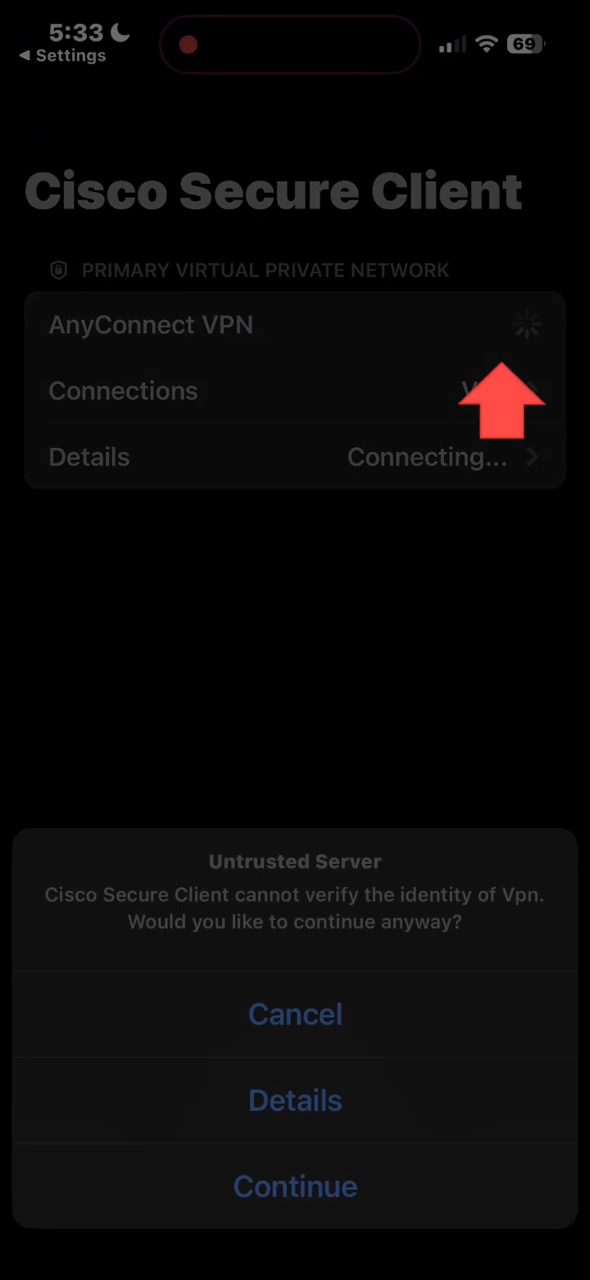 5:33
69
Settings
Cisco Secure Client
PRIMARY VIRTUAL PRIVATE NETWORK
AnyConnect VPN
Connections
Details Connecting...
Untrusted Server
Cisco Secure Client cannot verify the identity of Vpn.
Would you like to continue anyway?
Cancel
Details
Continue